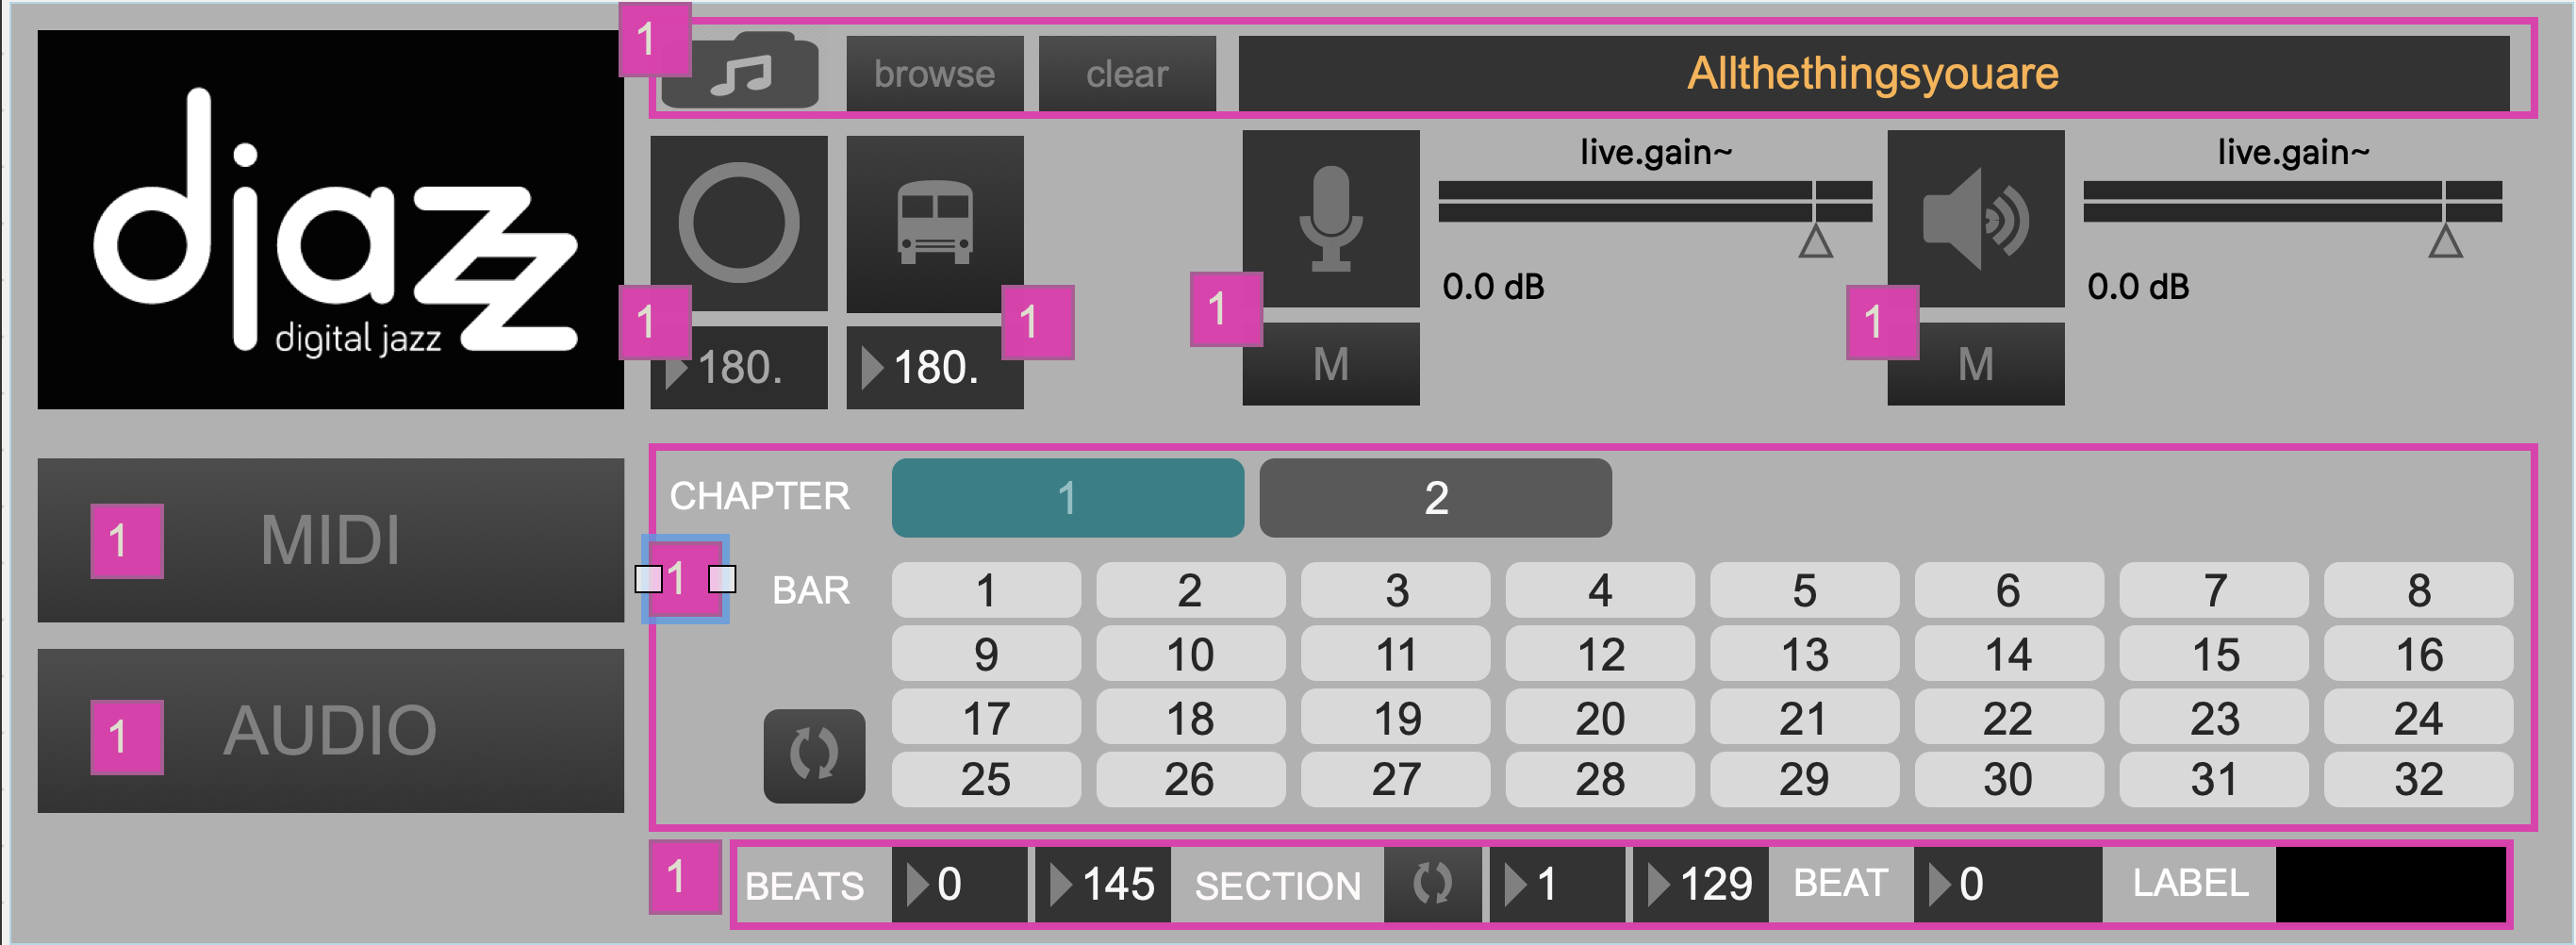 1
browse
clear
Allthethingsyouare
djazz
digital jazz
live.gain~
live.gain~
0.0 dB
0.0 dB
1
1
1
1
180.
180.
M
M
1
MIDI
1
AUDIO
CHAPTER
1
2
1
BAR
1 2 3 4 5 6 7 8
9 10 11 12 13 14 15 16
17 18 19 20 21 22 23 24
25 26 27 28 29 30 31 32
1
BEATS 0 145 SECTION 1 129 BEAT 0 LABEL